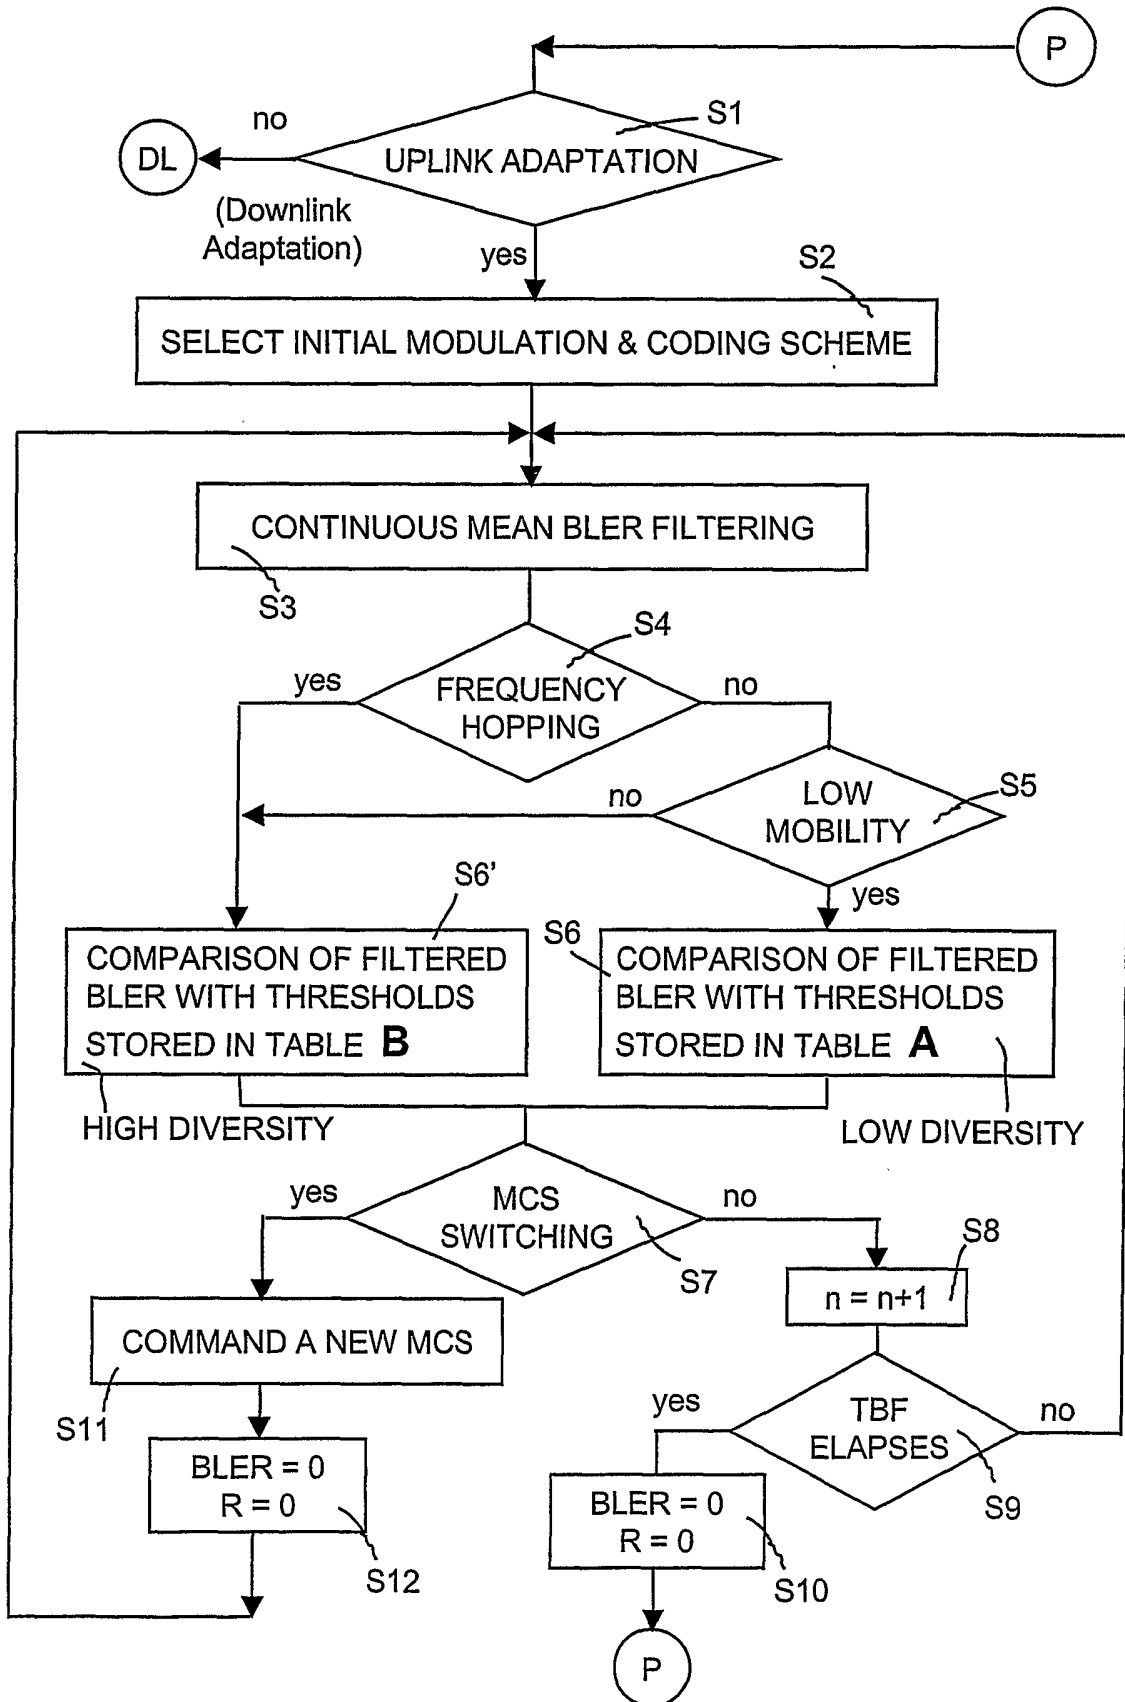 P
S1
no
DL
UPLINK ADAPTATION
(Downlink
Adaptation)
yes
S2
SELECT INITIAL MODULATION & CODING SCHEME
CONTINUOUS MEAN BLER FILTERING
S3
S4
yes
FREQUENCY
HOPPING
no
S5
no
LOW
MOBILITY
yes
S6'
COMPARISON OF FILTERED
BLER WITH THRESHOLDS
STORED IN TABLE B
HIGH DIVERSITY
S6
COMPARISON OF FILTERED
BLER WITH THRESHOLDS
STORED IN TABLE A
LOW DIVERSITY
yes
MCS
SWITCHING
no
S7
S8
n = n+1
COMMAND A NEW MCS
S11
yes
TBF
ELAPSES
no
S9
BLER = 0
R = 0
S12
BLER = 0
R = 0
S10
P